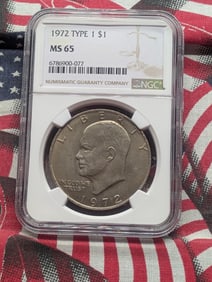 1972 TYPE 1 $1
MS 65
6786900-077
NGC
NUMISMATIC GUARANTY COMPANY
LIBERTY
IN GOD WE
TRUST
1972